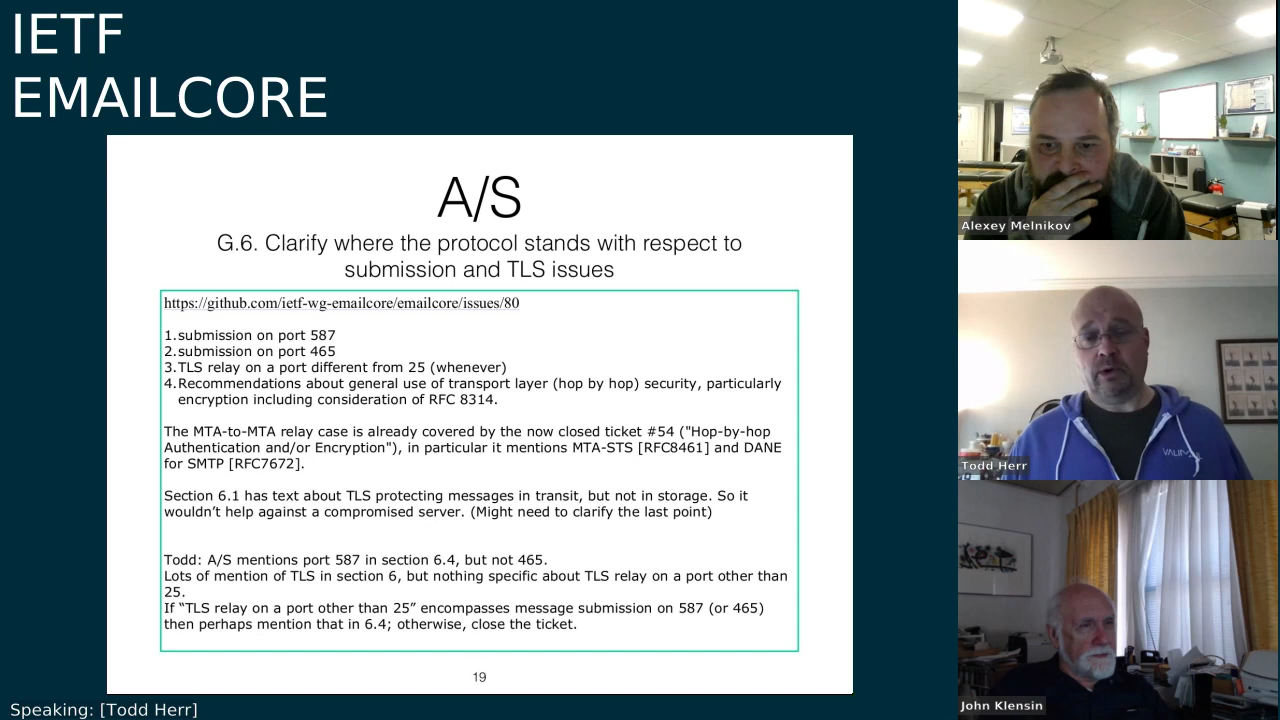 IETF
EMAILCORE
A/S
G.6. Clarify where the protocol stands with respect to
submission and TLS issues
https://github.com/ietf-wg-emailcore/emailcore/issues/80
1.submission on port 587
2.submission on port 465
3.TLS relay on a port different from 25 (whenever)
4.Recommendations about general use of transport layer (hop by hop) security, particularly
encryption including consideration of RFC 8314.
The MTA-to-MTA relay case is already covered by the now closed ticket #54 ("Hop-by-hop
Authentication and/or Encryption"), in particular it mentions MTA-STS [RFC8461] and DANE
for SMTP [RFC7672].
Section 6.1 has text about TLS protecting messages in transit, but not in storage. So it
wouldn’t help against a compromised server. (Might need to clarify the last point)
Todd: A/S mentions port 587 in section 6.4, but not 465.
Lots of mention of TLS in section 6, but nothing specific about TLS relay on a port other than
25.
If “TLS relay on a port other than 25” encompasses message submission on 587 (or 465)
then perhaps mention that in 6.4; otherwise, close the ticket.
19
Speaking: [Todd Herr]
Alexey Melnikov
Todd Herr
John Klensin